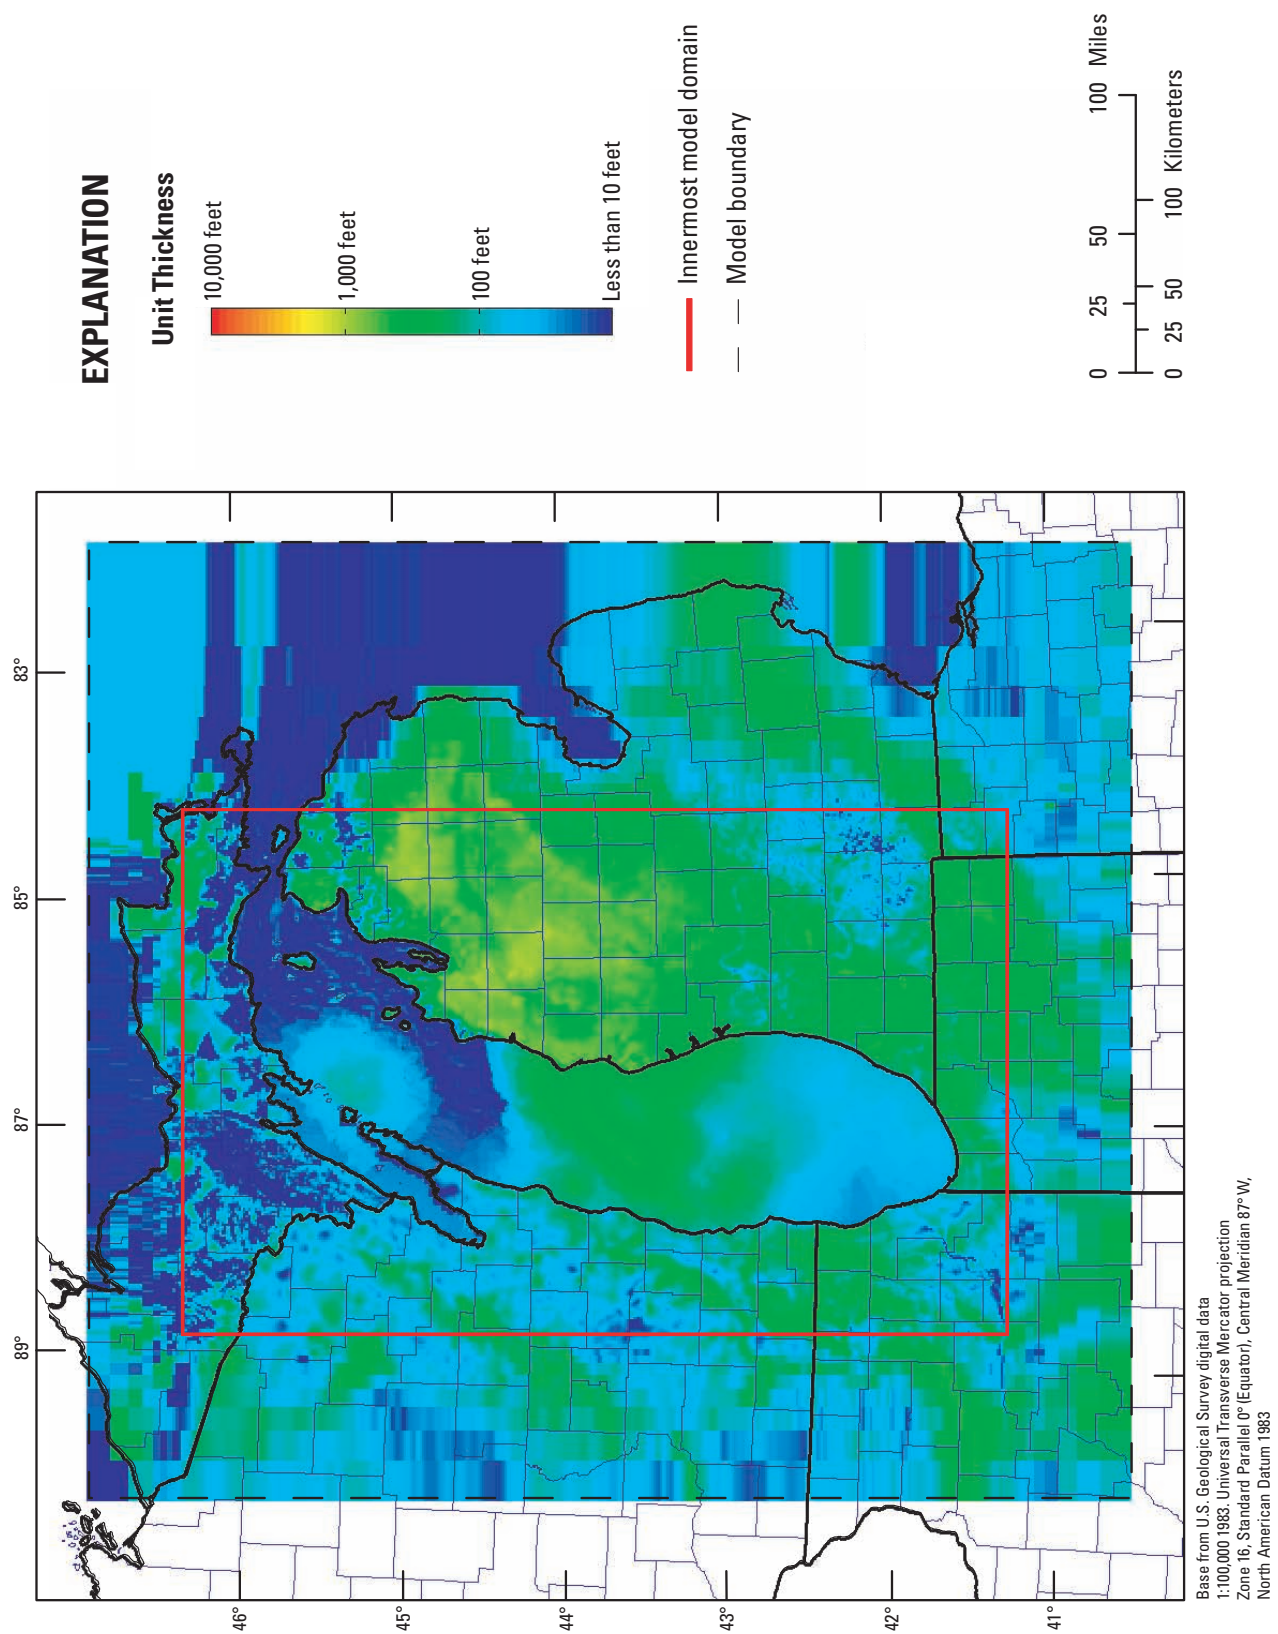 EXPLANATION
Unit Thickness
10,000 feet
1,000 feet
100 feet
Less than 10 feet
Innermost model domain
Model boundary
0 25 50 100 Miles
0 25 50 100 Kilometers
89° 87° 85° 83°
46°
45°
44°
43°
42°
41°
Base from U.S. Geological Survey digital data
1:100,000 1983. Universal Transverse Mercator projection
Zone 16, Standard Parallel 0° (Equator), Central Meridian 87° W,
North American Datum 1983